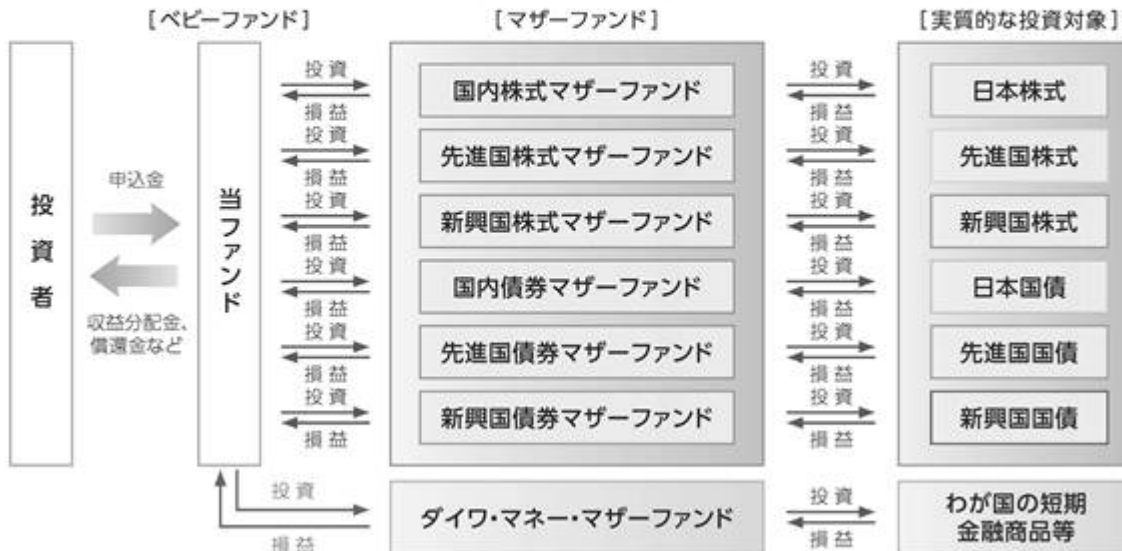 [ベビーファンド]
[マザーファンド]
[実質的な投資対象]
投資者
申込金
収益分配金、
償還金など
当ファンド
投資
損益
国内株式マザーファンド
投資
損益
日本株式
投資
損益
先進国株式マザーファンド
投資
損益
先進国株式
投資
損益
新興国株式マザーファンド
投資
損益
新興国株式
投資
損益
国内債券マザーファンド
投資
損益
日本国債
投資
損益
先進国債券マザーファンド
投資
損益
先進国国債
投資
損益
新興国債券マザーファンド
投資
損益
新興国国債
投資
損益
ダイワ・マネー・マザーファンド
投資
損益
わが国の短期
金融商品等